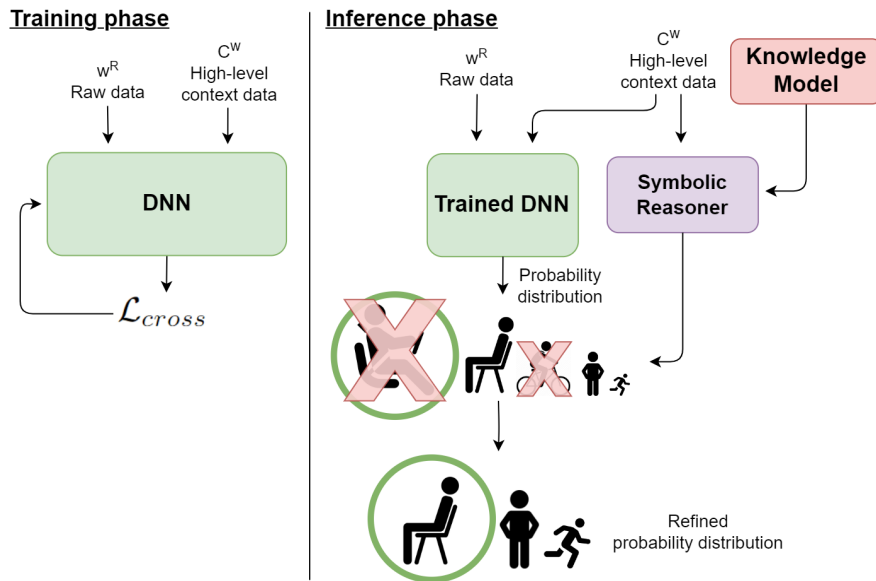 Training phase
w^R
Raw data
C^W
High-level
context data
DNN
ℒ_cross
Inference phase
w^R
Raw data
C^W
High-level
context data
Knowledge
Model
Trained DNN
Symbolic
Reasoner
Probability
distribution
Refined
probability distribution